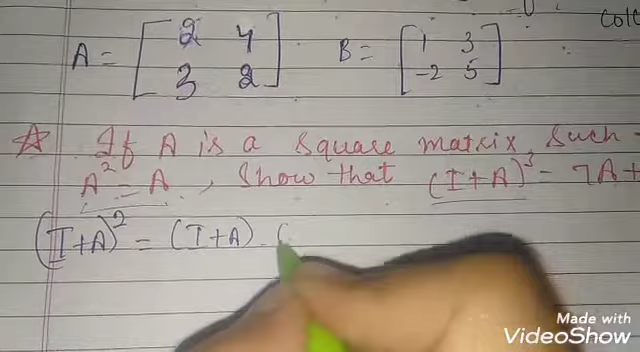 A = [2 4
3 2] B = [1 3
-2 5]
☆ If A is a square matrix, such
A² = A, Show that (I+A)³ - 7A +
(I+A)² = (I+A) . (
Made with
VideoShow